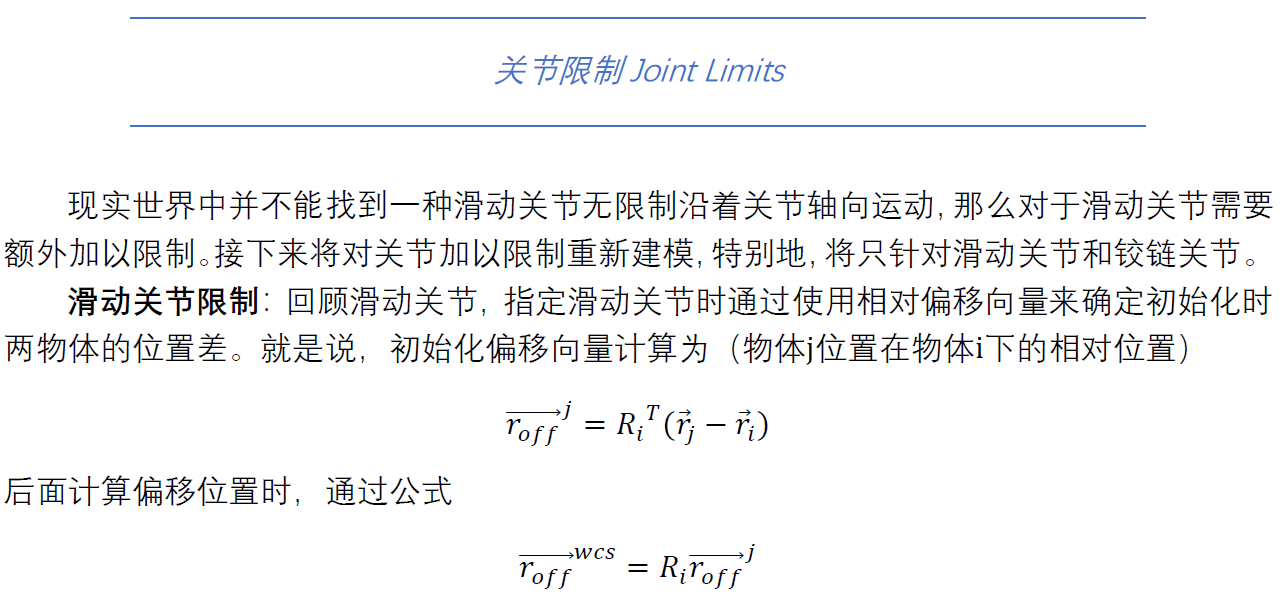 关节限制 Joint Limits
现实世界中并不能找到一种滑动关节无限制沿着关节轴向运动，那么对于滑动关节需要
额外加以限制。接下来将对关节加以限制重新建模，特别地，将只针对滑动关节和铰链关节。
滑动关节限制：回顾滑动关节，指定滑动关节时通过使用相对偏移向量来确定初始化时
两物体的位置差。就是说，初始化偏移向量计算为（物体j位置在物体i下的相对位置）
$\overrightarrow{r_{off}}^{j} = R_i^T(\vec{r}_j - \vec{r}_i)$
后面计算偏移位置时，通过公式
$\overrightarrow{r_{off}}^{wcs} = R_i\overrightarrow{r_{off}}^{j}$